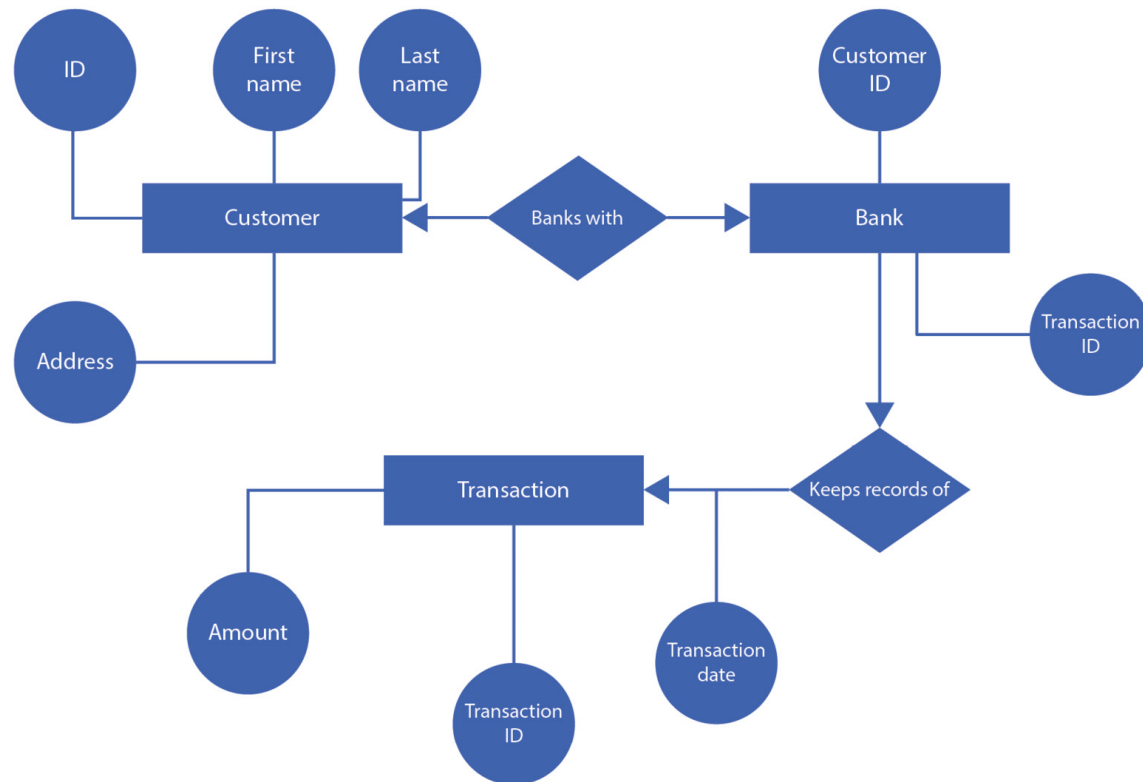 ID
First
name
Last
name
Customer
ID
Customer
Banks with
Bank
Address
Transaction
ID
Transaction
Keeps records of
Amount
Transaction
date
Transaction
ID